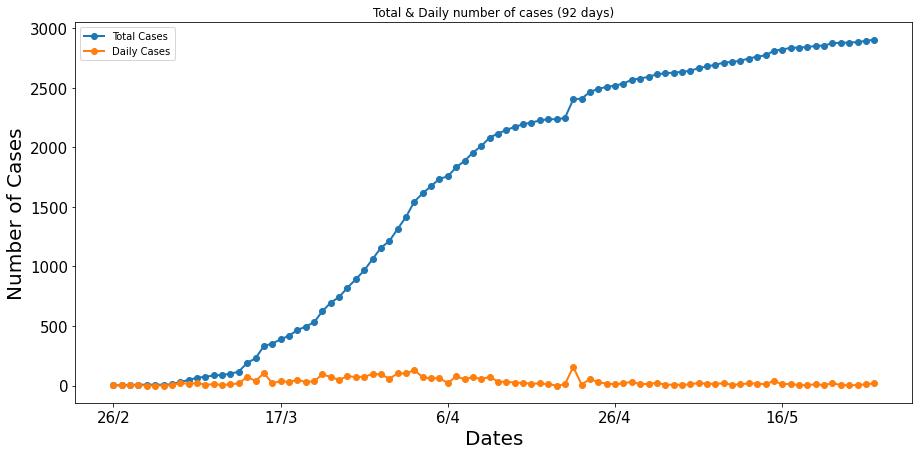 Total & Daily number of cases (92 days)
Total Cases
Daily Cases
Number of Cases
3000
2500
2000
1500
1000
500
0
26/2 17/3 6/4 26/4 16/5
Dates